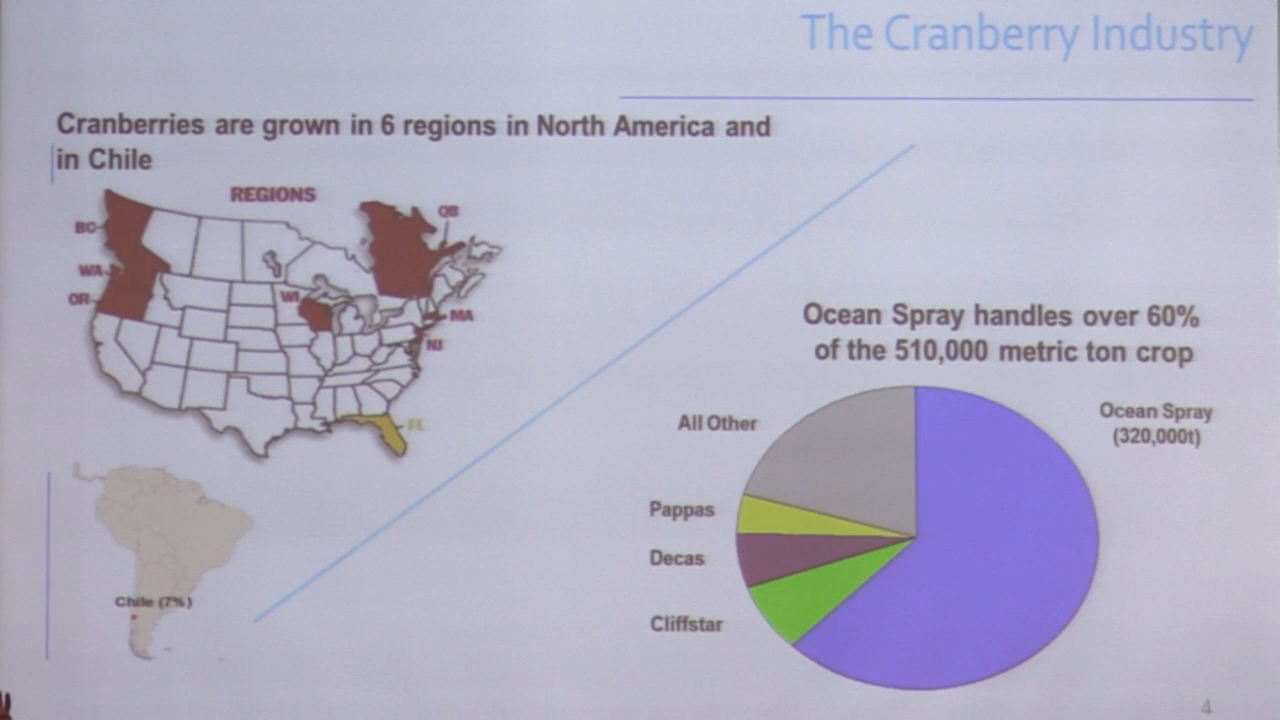 The Cranberry Industry
Cranberries are grown in 6 regions in North America and
in Chile
REGIONS
BC
QB
WA
OR
WI
MA
NJ
FL
Chile (7%)
Ocean Spray handles over 60%
of the 510,000 metric ton crop
All Other
Ocean Spray
(320,000t)
Pappas
Decas
Cliffstar
4